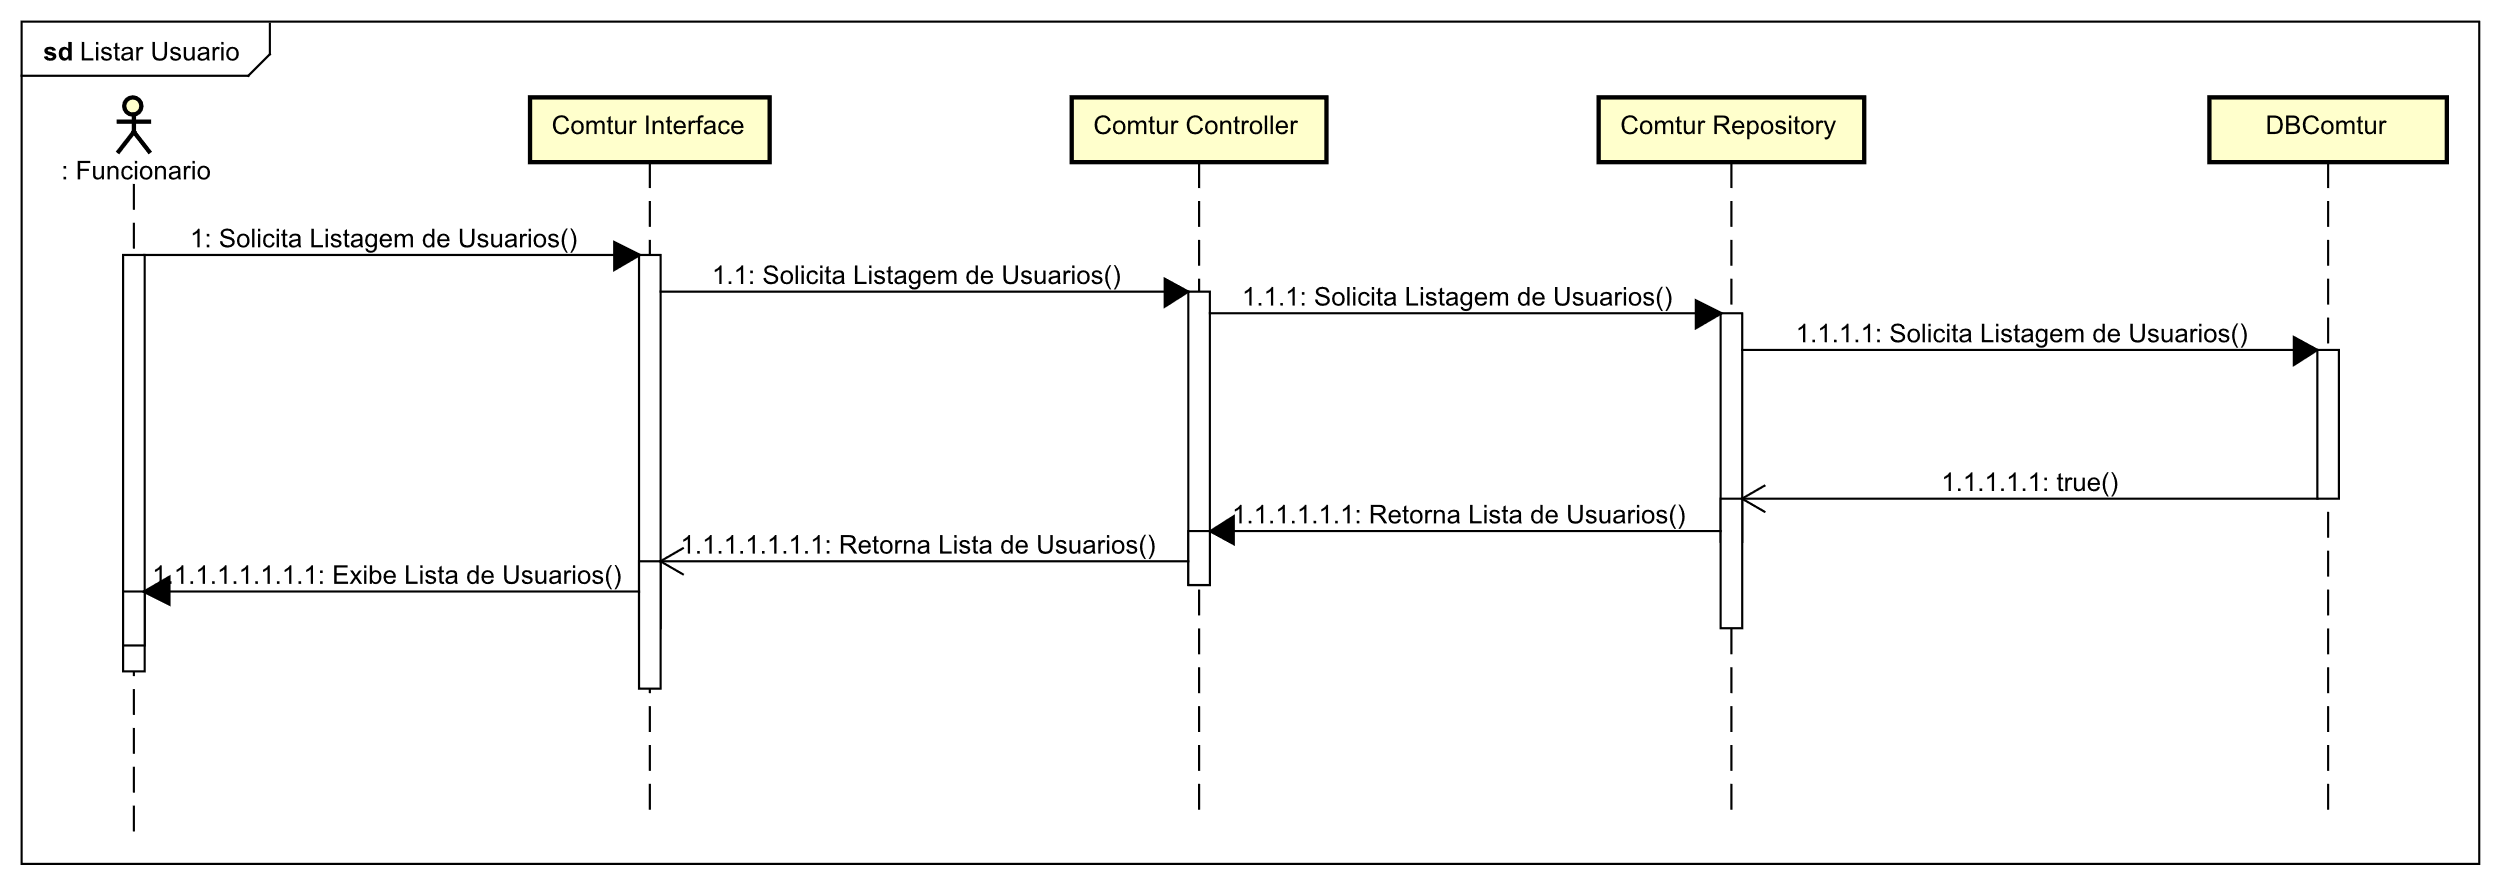 sd Listar Usuario
: Funcionario
Comtur Interface
Comtur Controller
Comtur Repository
DBComtur
1: Solicita Listagem de Usuarios()
1.1: Solicita Listagem de Usuarios()
1.1.1: Solicita Listagem de Usuarios()
1.1.1.1: Solicita Listagem de Usuarios()
1.1.1.1.1: true()
1.1.1.1.1.1: Retorna Lista de Usuarios()
1.1.1.1.1.1.1: Retorna Lista de Usuarios()
1.1.1.1.1.1.1.1: Exibe Lista de Usuarios()